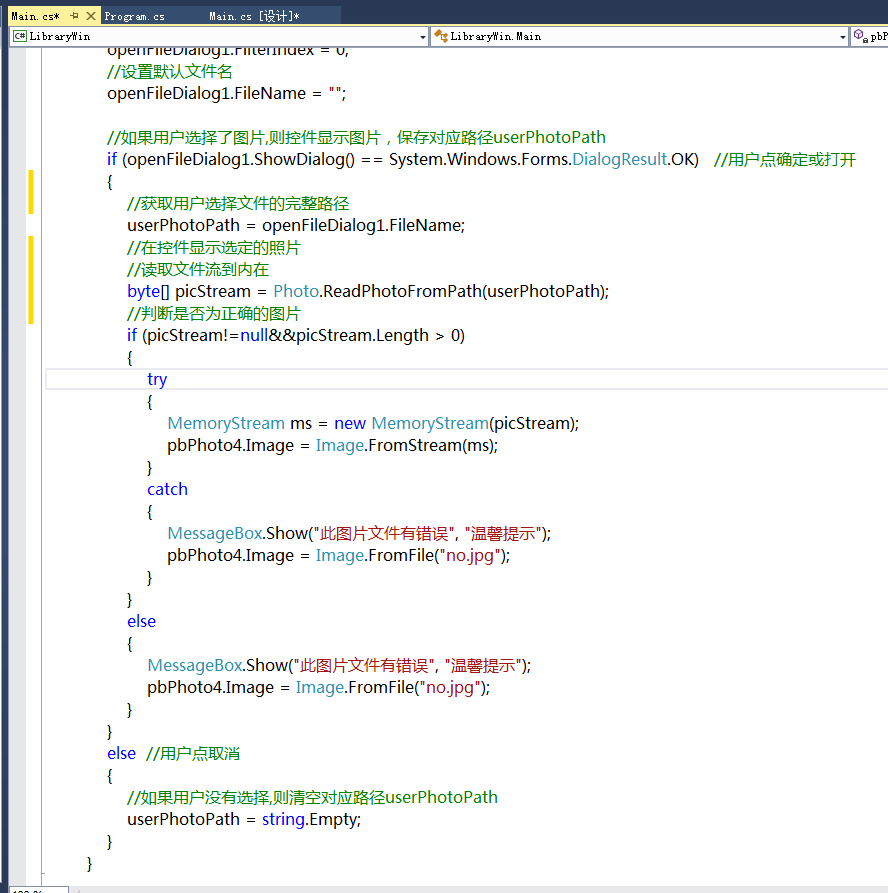 Main.cs* Program.cs Main.cs [设计]*
C# LibraryWin LibraryWin.Main pbP
openFileDialog1.FilterIndex = 0;
//设置默认文件名
openFileDialog1.FileName = "";
//如果用户选择了图片,则控件显示图片，保存对应路径userPhotoPath
if (openFileDialog1.ShowDialog() == System.Windows.Forms.DialogResult.OK) //用户点确定或打开
{
//获取用户选择文件的完整路径
userPhotoPath = openFileDialog1.FileName;
//在控件显示选定的照片
//读取文件流到内在
byte[] picStream = Photo.ReadPhotoFromPath(userPhotoPath);
//判断是否为正确的图片
if (picStream!=null&&picStream.Length > 0)
{
try
{
MemoryStream ms = new MemoryStream(picStream);
pbPhoto4.Image = Image.FromStream(ms);
}
catch
{
MessageBox.Show("此图片文件有错误", "温馨提示");
pbPhoto4.Image = Image.FromFile("no.jpg");
}
}
else
{
MessageBox.Show("此图片文件有错误", "温馨提示");
pbPhoto4.Image = Image.FromFile("no.jpg");
}
}
else //用户点取消
{
//如果用户没有选择,则清空对应路径userPhotoPath
userPhotoPath = string.Empty;
}
}